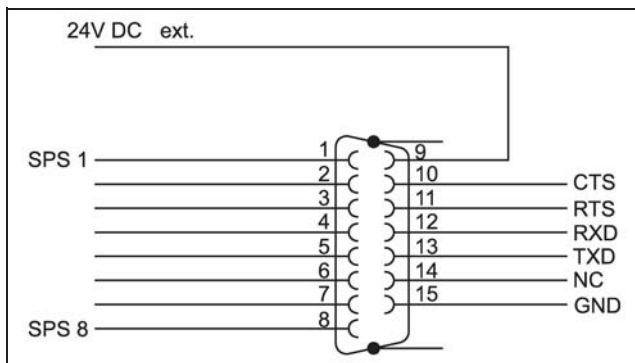 24V DC ext.
1 9
SPS 1
2 10 CTS
3 11 RTS
4 12 RXD
5 13 TXD
6 14 NC
7 15 GND
SPS 8 8